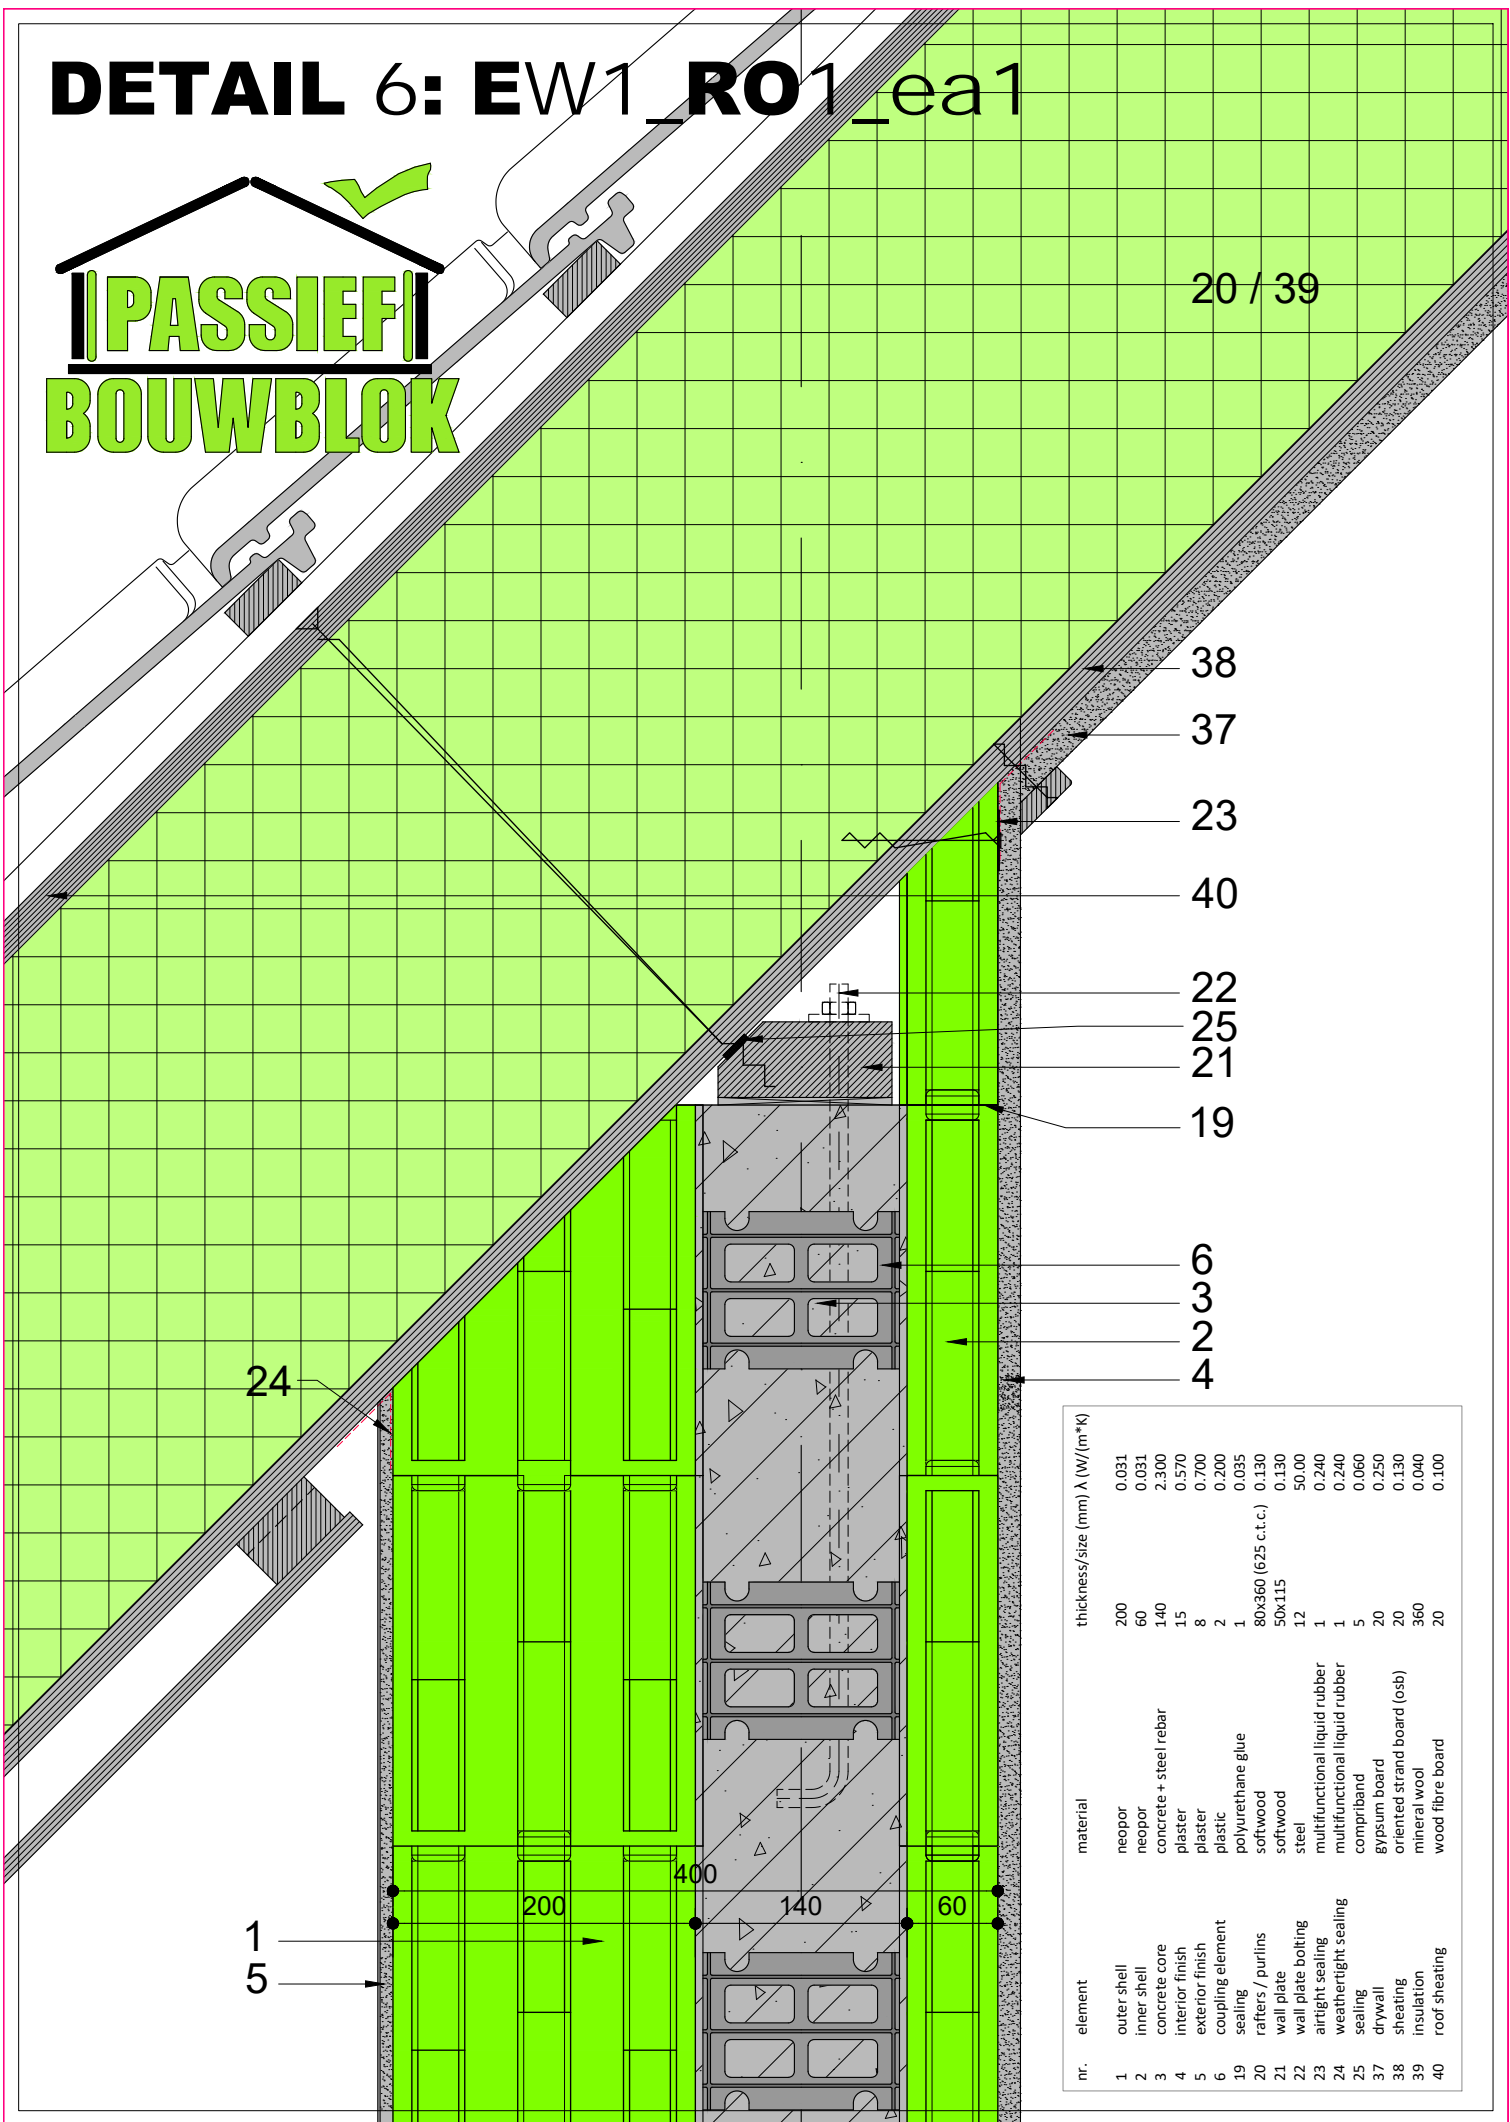 DETAIL 6: EW1_RO1_ea1
PASSIEF
BOUWBLOK
20 / 39
38
37
23
40
22
25
21
19
6
3
2
4
24
400
200 140 60
1
5
nr. element material thickness/size (mm) λ (W/(m*K)
1 outer shell neopor 200 0.031
2 inner shell neopor 60 0.031
3 concrete core concrete + steel rebar 140 2.300
4 interior finish plaster 15 0.570
5 exterior finish plaster 8 0.700
6 coupling element plastic 2 0.200
19 sealing polyurethane glue 1 0.035
20 rafters / purlins softwood 80x360 (625 c.t.c.) 0.130
21 wall plate softwood 50x115 0.130
22 wall plate bolting steel 12 50.00
23 airtight sealing multifunctional liquid rubber 1 0.240
24 weathertight sealing multifunctional liquid rubber 1 0.240
25 sealing compriband 5 0.060
37 drywall gypsum board 20 0.250
38 sheating oriented strand board (osb) 20 0.130
39 insulation mineral wool 360 0.040
40 roof sheating wood fibre board 20 0.100